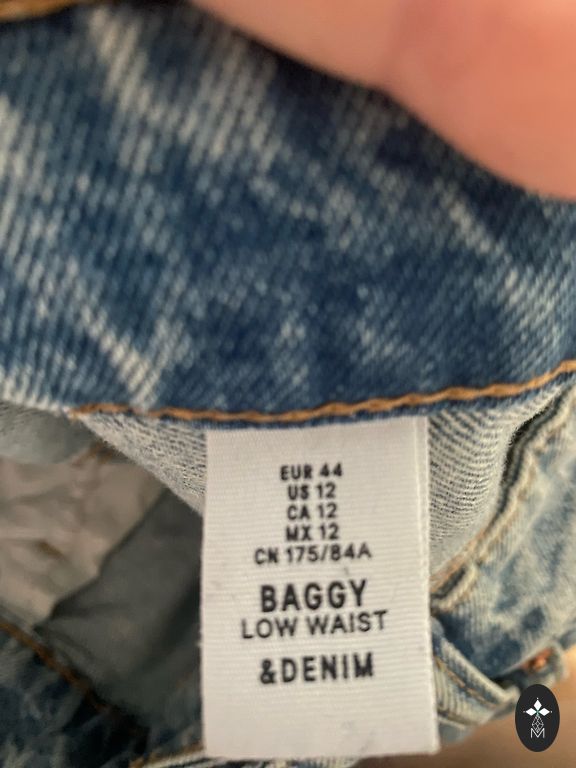 EUR 44
US 12
CA 12
MX 12
CN 175/84A
BAGGY
LOW WAIST
&DENIM
M